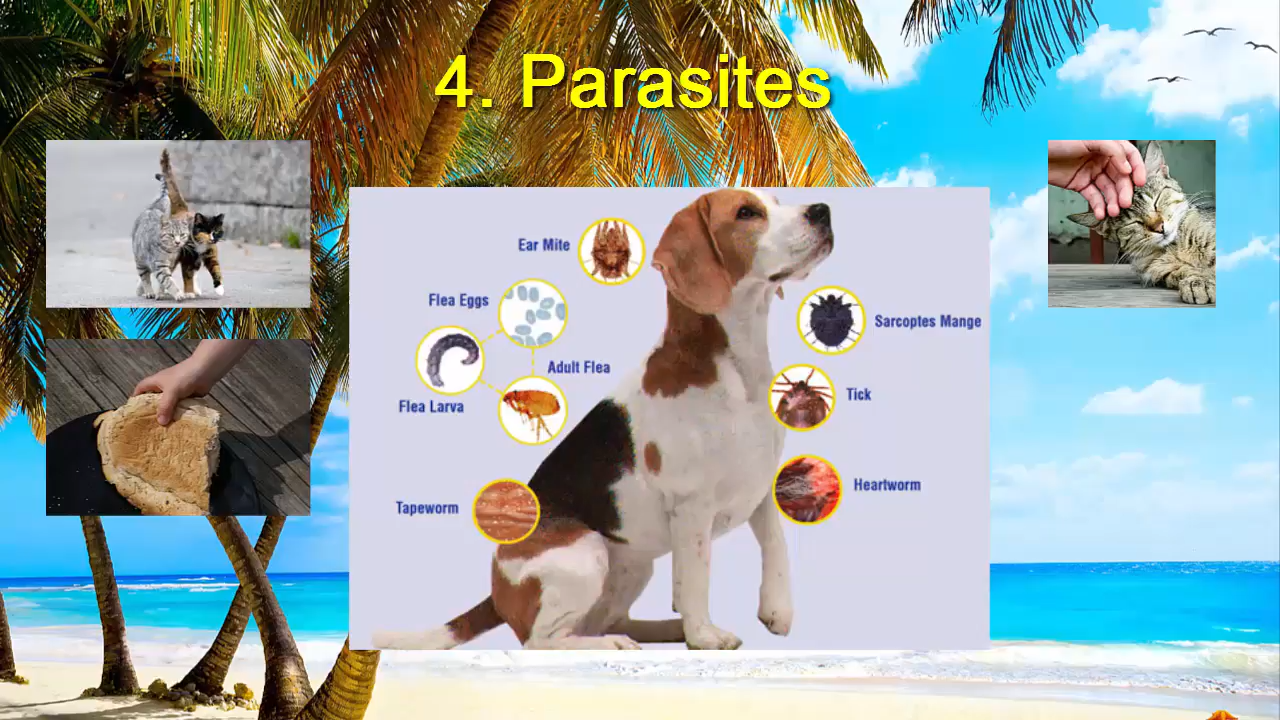 4. Parasites
Ear Mite
Flea Eggs
Sarcoptes Mange
Adult Flea
Tick
Flea Larva
Heartworm
Tapeworm